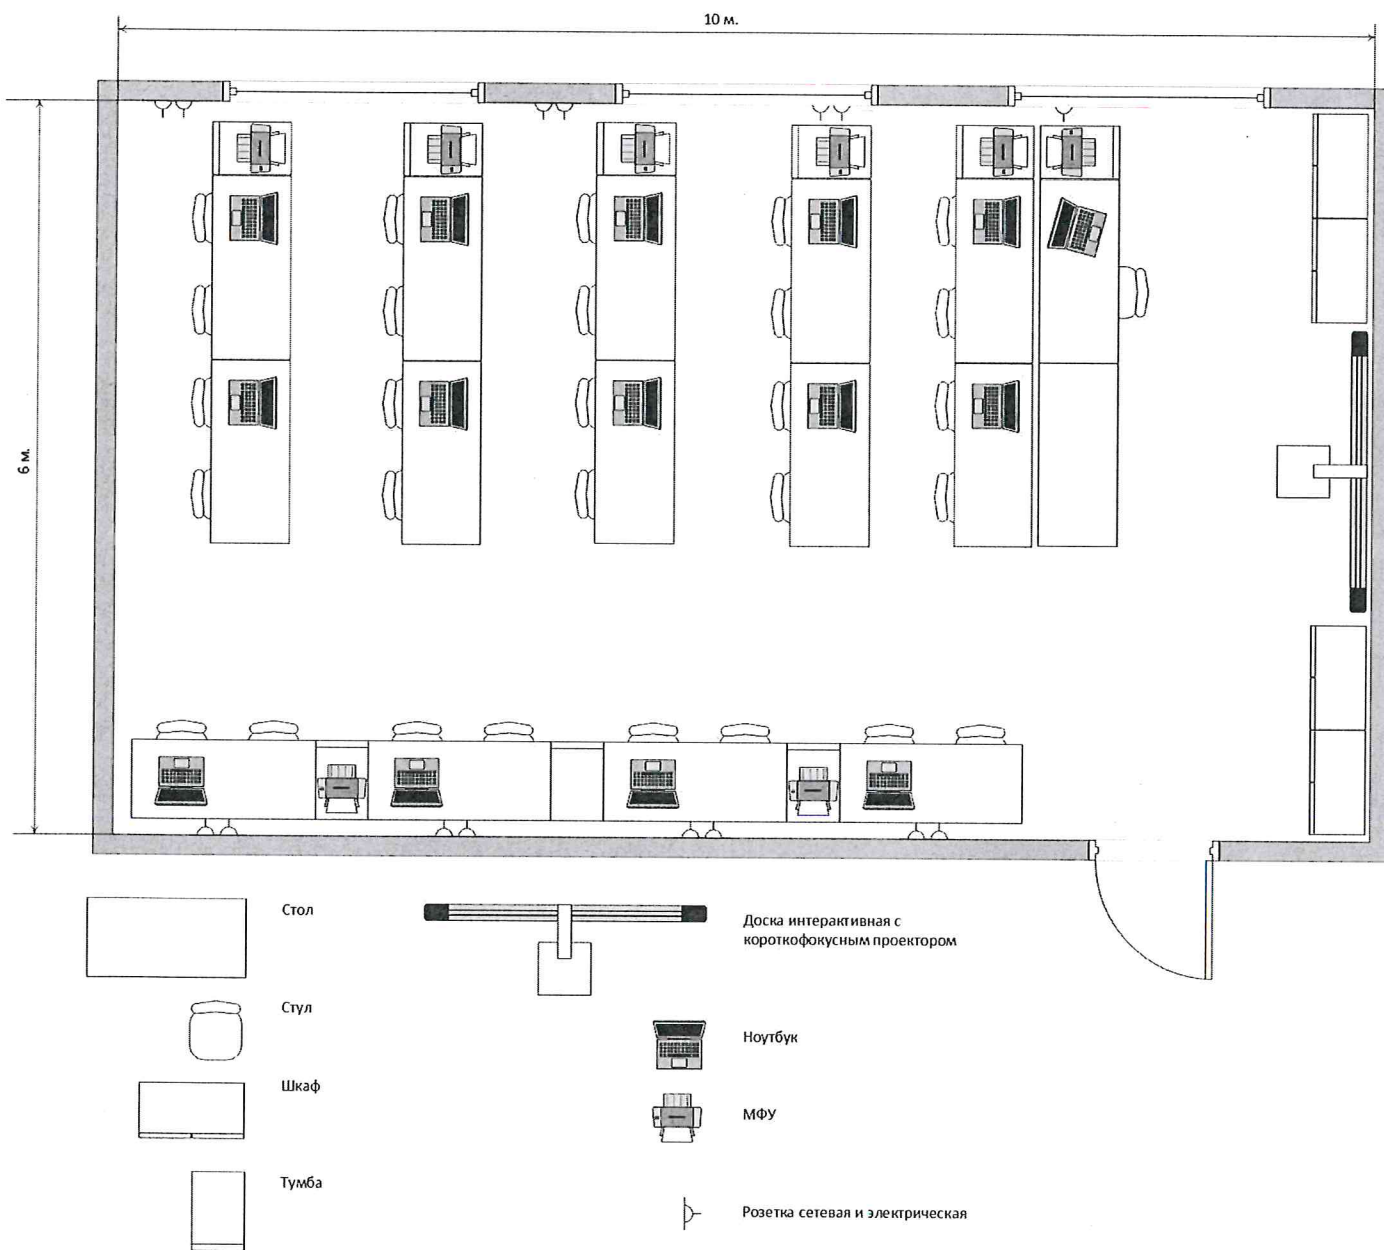 10 м.
6 м.
Стол
Доска интерактивная с
короткофокусным проектором
Стул
Ноутбук
Шкаф
МФУ
Тумба
Розетка сетевая и электрическая